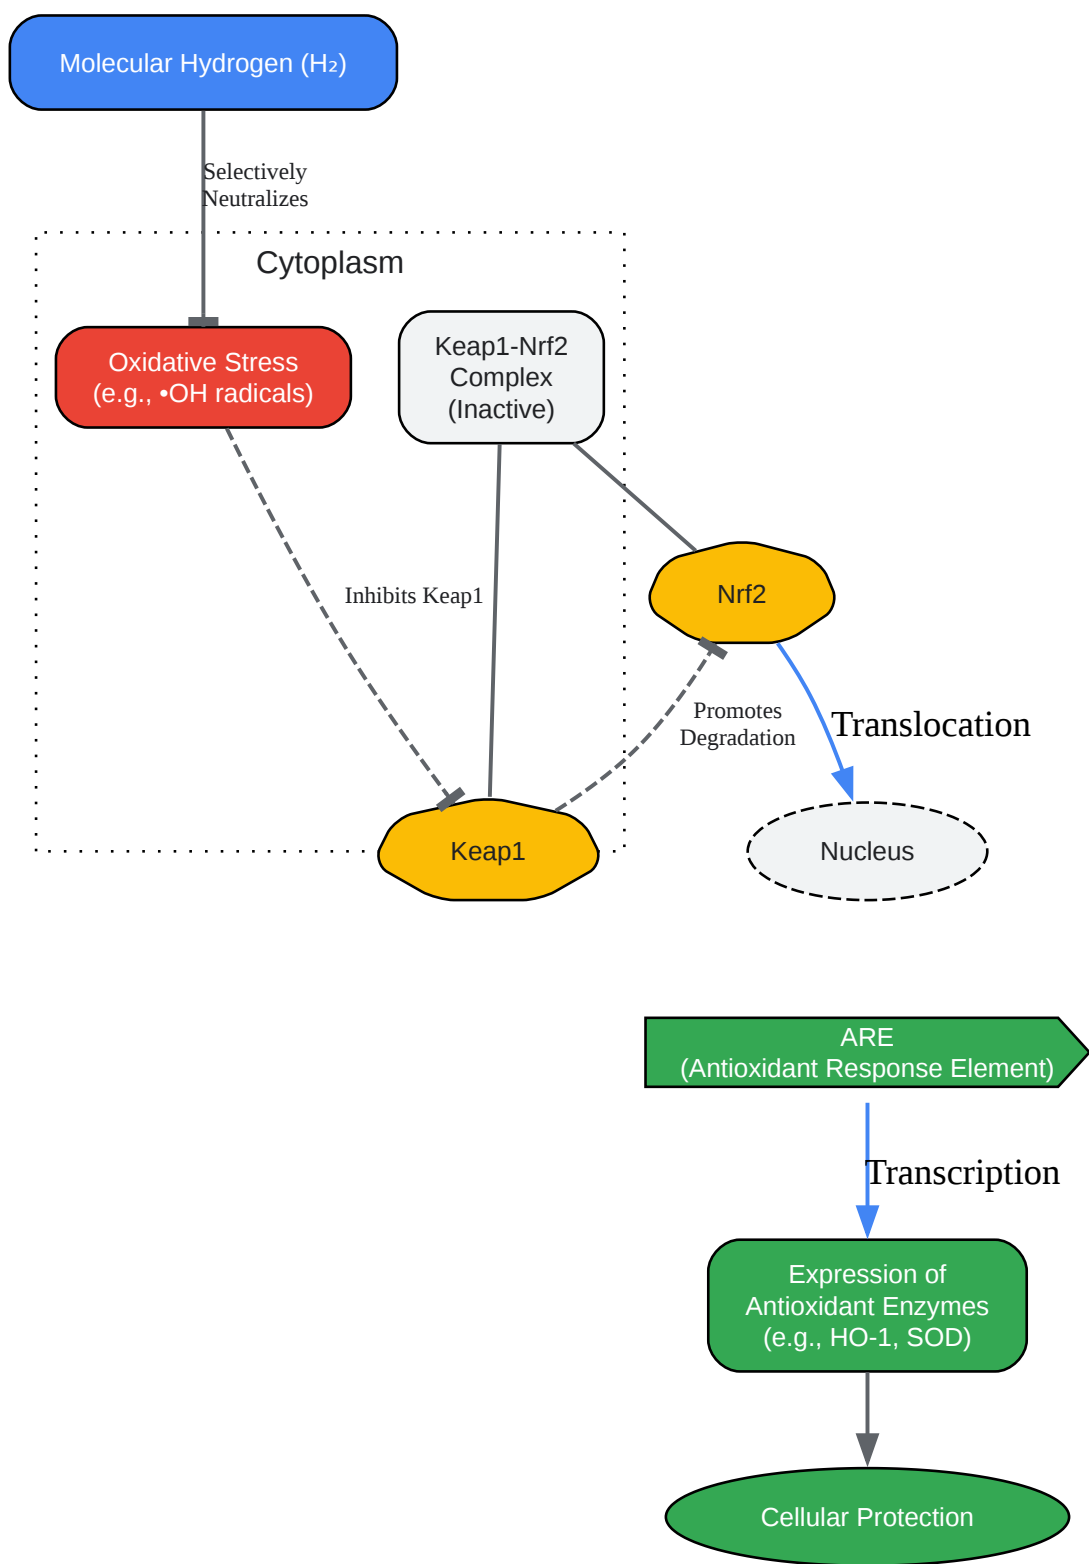 Molecular Hydrogen (H₂)
Selectively
Neutralizes
Cytoplasm
Oxidative Stress
(e.g., •OH radicals)
Keap1-Nrf2
Complex
(Inactive)
Inhibits Keap1
Nrf2
Promotes
Degradation
Translocation
Keap1
Nucleus
ARE
(Antioxidant Response Element)
Transcription
Expression of
Antioxidant Enzymes
(e.g., HO-1, SOD)
Cellular Protection